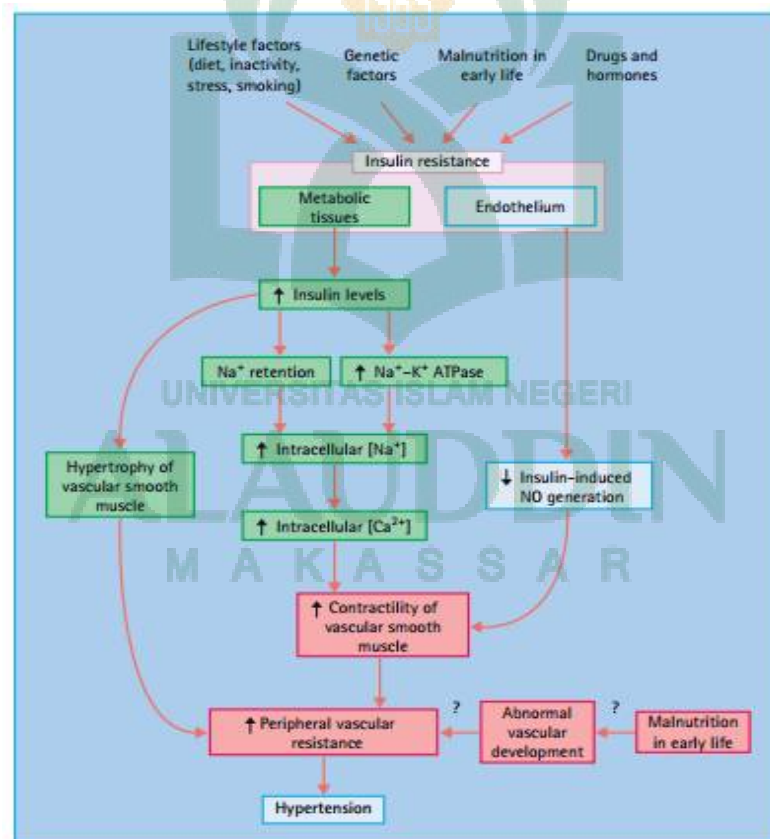 Lifestyle factors
(diet, inactivity,
stress, smoking)
Genetic
factors
Malnutrition in
early life
Drugs and
hormones
Insulin resistance
Metabolic
tissues
Endothelium
↑ Insulin levels
Na⁺ retention
↑ Na⁺–K⁺ ATPase
UNIVERSITAS ISLAM NEGERI
ALAUDDIN
MAKASSAR
↑ Intracellular [Na⁺]
Hypertrophy of
vascular smooth
muscle
↓ Insulin-induced
NO generation
↑ Intracellular [Ca²⁺]
↑ Contractility of
vascular smooth
muscle
↑ Peripheral vascular
resistance
?
Abnormal
vascular
development
?
Malnutrition
in early life
Hypertension